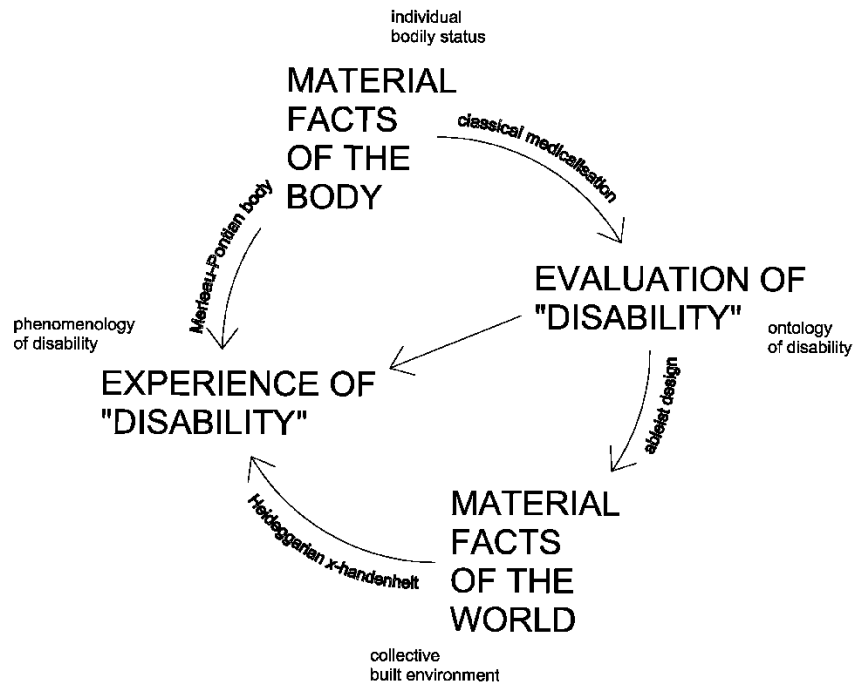 individual
bodily status
MATERIAL
FACTS
OF THE
BODY
classical medicalisation
Merleau-Pontian body
EVALUATION OF
"DISABILITY"
ontology
of disability
phenomenology
of disability
EXPERIENCE OF
"DISABILITY"
ableist design
MATERIAL
FACTS
OF THE
WORLD
Heideggarian x-handenheit
collective
built environment